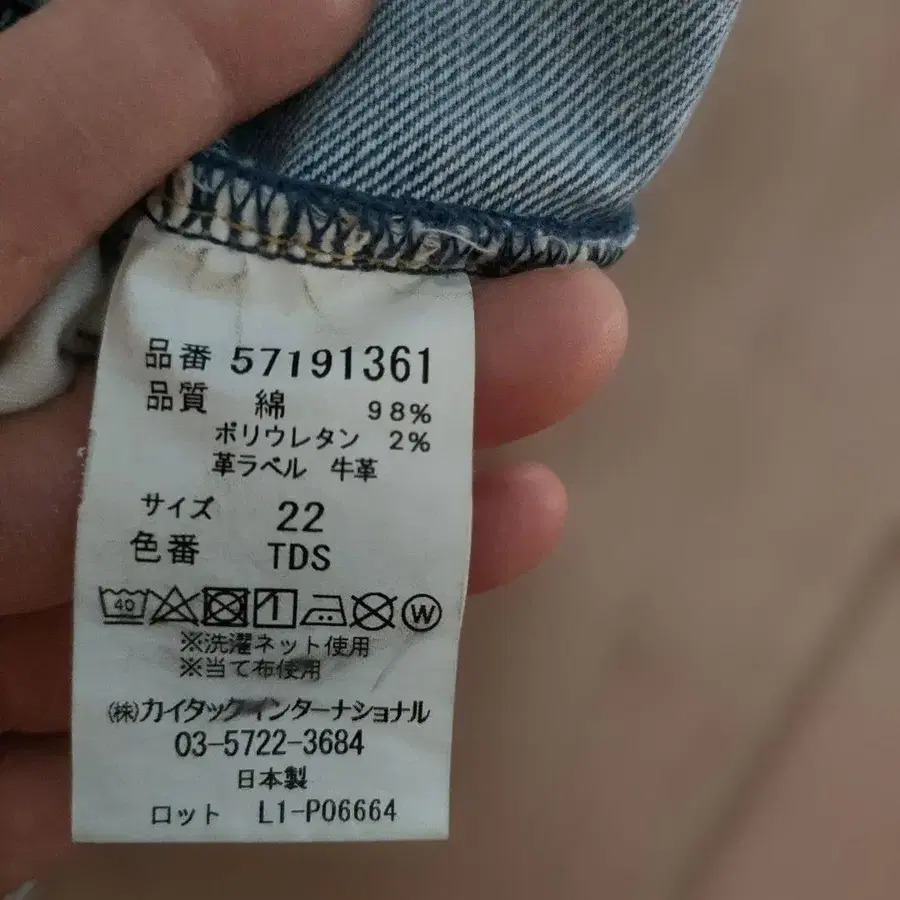 品番 57191361
品質 綿 98%
ポリウレタン 2%
革ラベル 牛革
サイズ 22
色番 TDS
40 W
※洗濯ネット使用
※当て布使用
(株)カイタックインターナショナル
03-5722-3684
日本製
ロット L1-P06664